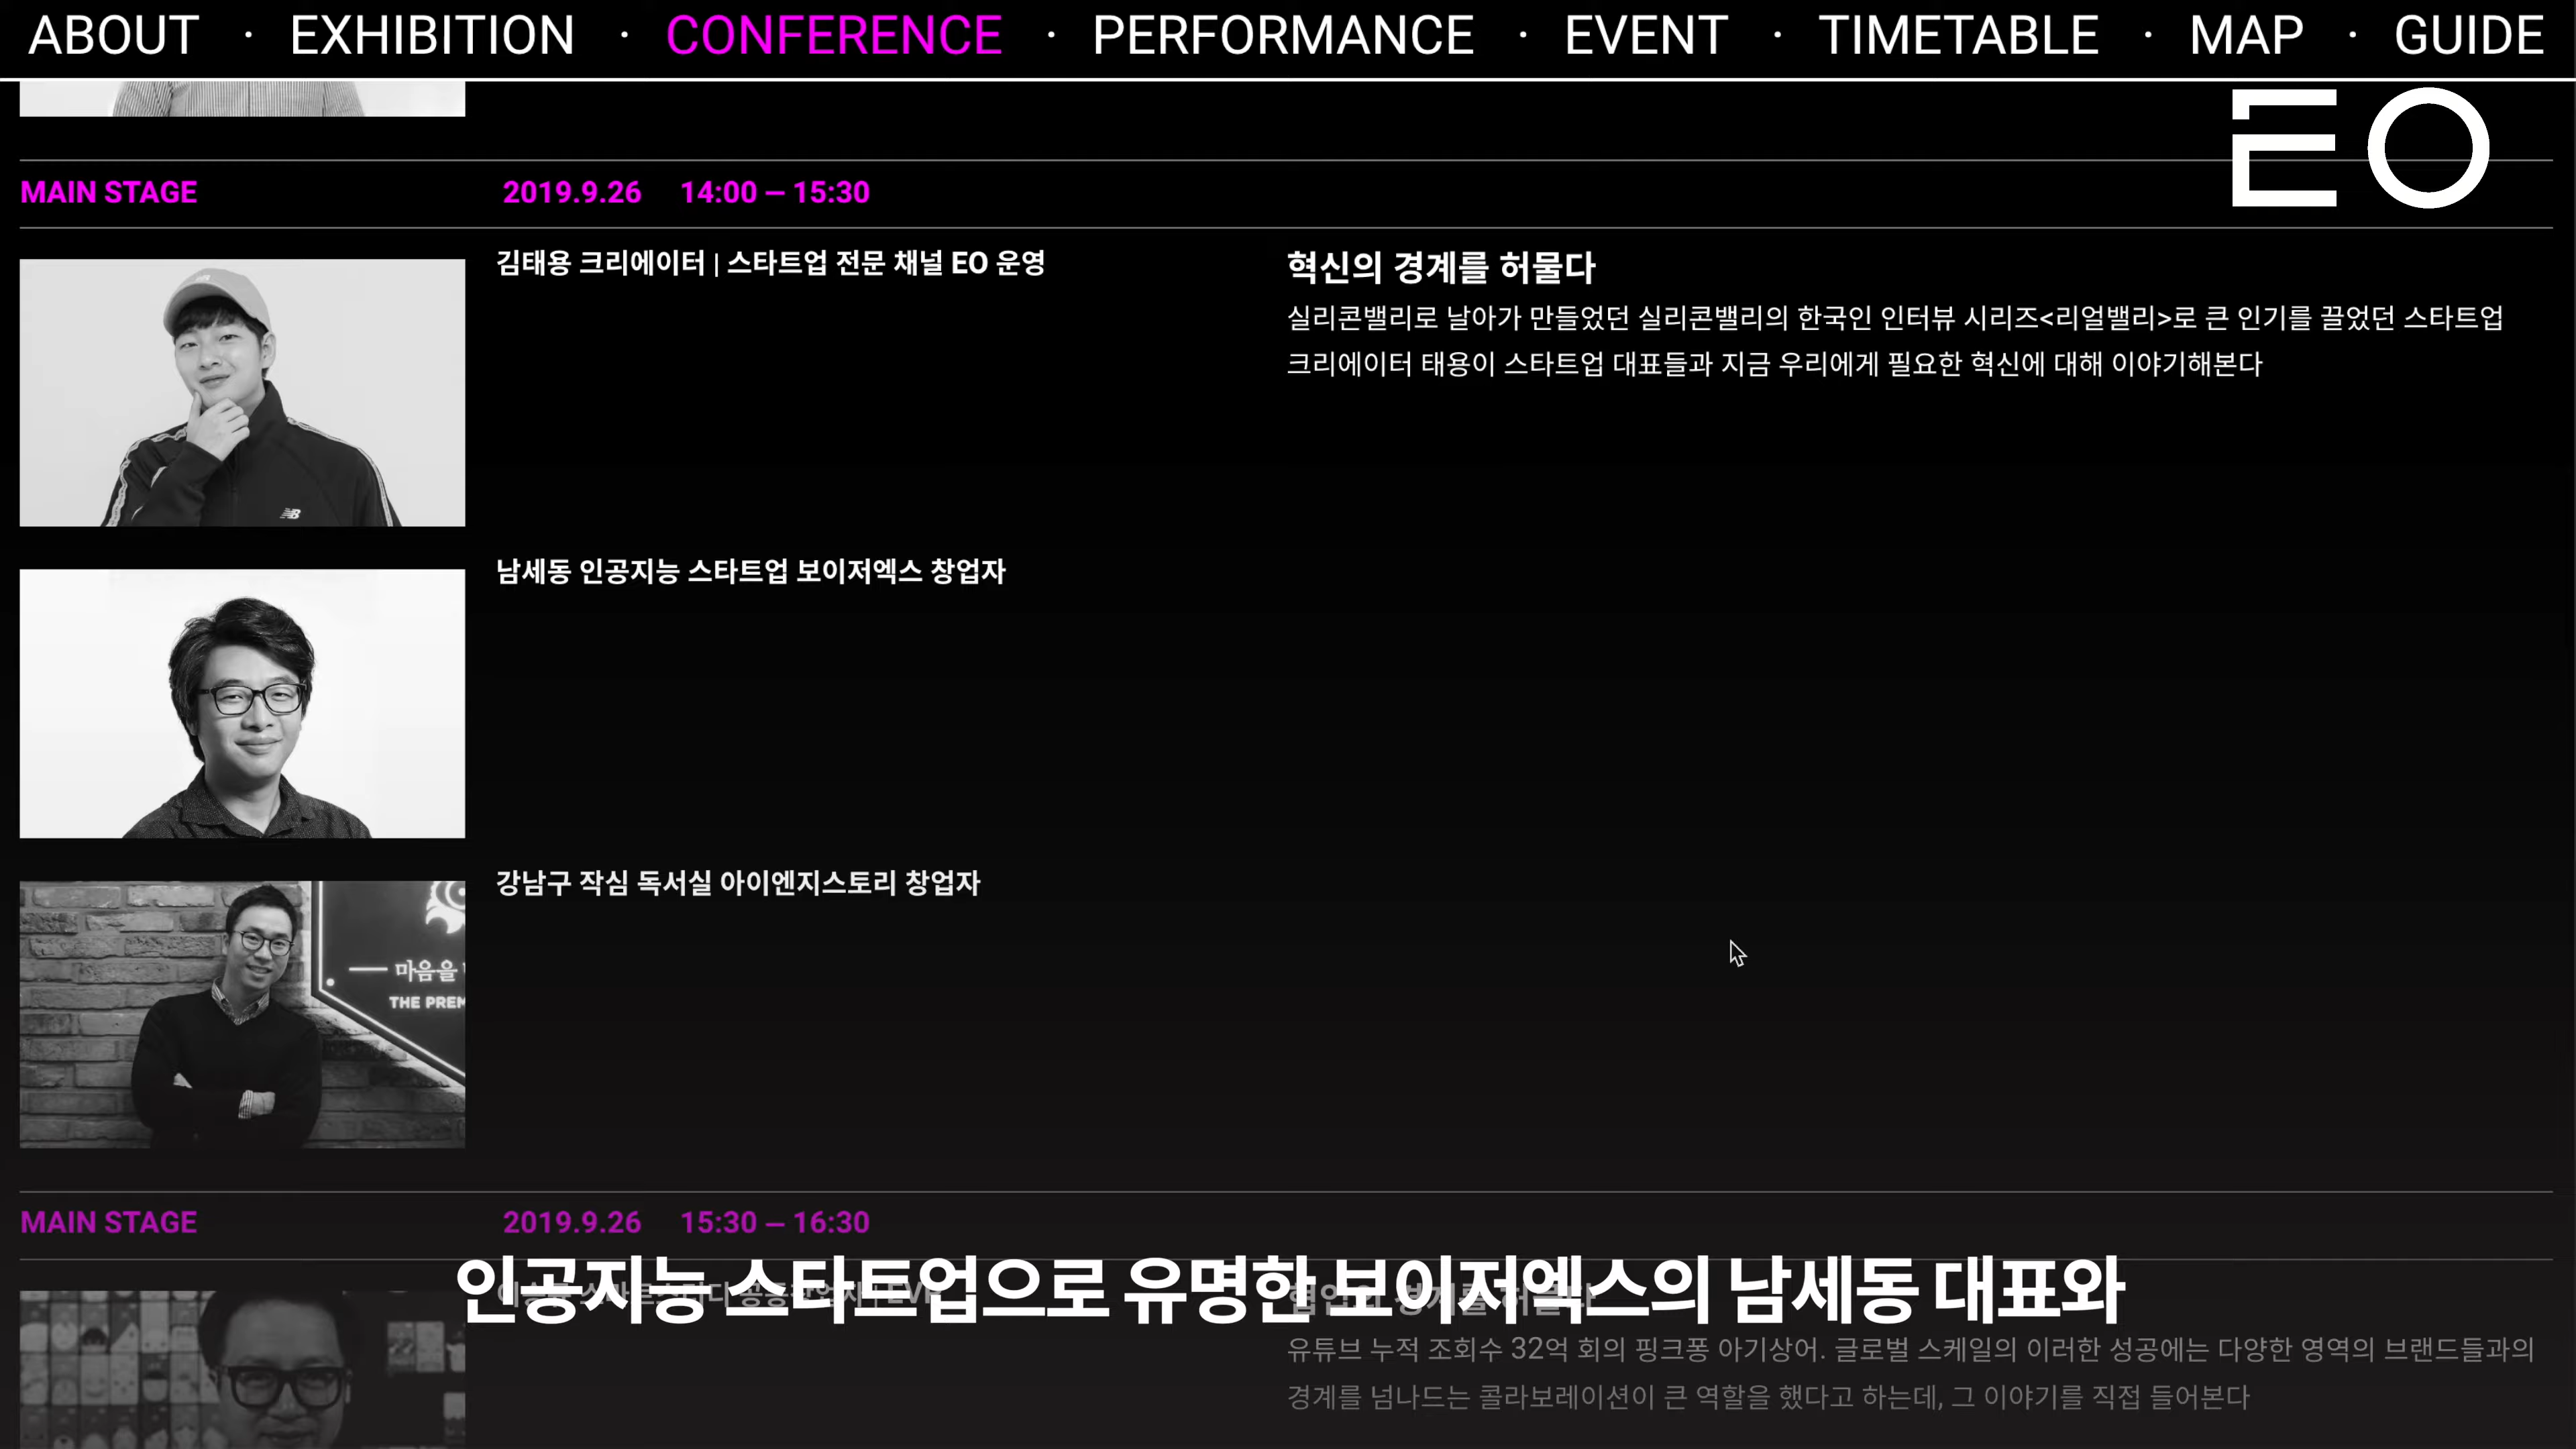 ABOUT · EXHIBITION · CONFERENCE · PERFORMANCE · EVENT · TIMETABLE · MAP · GUIDE
EO
MAIN STAGE 2019.9.26 14:00 – 15:30
김태용 크리에이터 | 스타트업 전문 채널 EO 운영
혁신의 경계를 허물다
실리콘밸리로 날아가 만들었던 실리콘밸리의 한국인 인터뷰 시리즈<리얼밸리>로 큰 인기를 끌었던 스타트업
크리에이터 태용이 스타트업 대표들과 지금 우리에게 필요한 혁신에 대해 이야기해본다
NB
남세동 인공지능 스타트업 보이저엑스 창업자
강남구 작심 독서실 아이엔지스토리 창업자
마음을
THE PREM
MAIN STAGE 2019.9.26 15:30 – 16:30
인공지능 스타트업으로 유명한 보이저엑스의 남세동 대표와
유튜브 누적 조회수 32억 회의 핑크퐁 아기상어. 글로벌 스케일의 이러한 성공에는 다양한 영역의 브랜드들과의
경계를 넘나드는 콜라보레이션이 큰 역할을 했다고 하는데, 그 이야기를 직접 들어본다